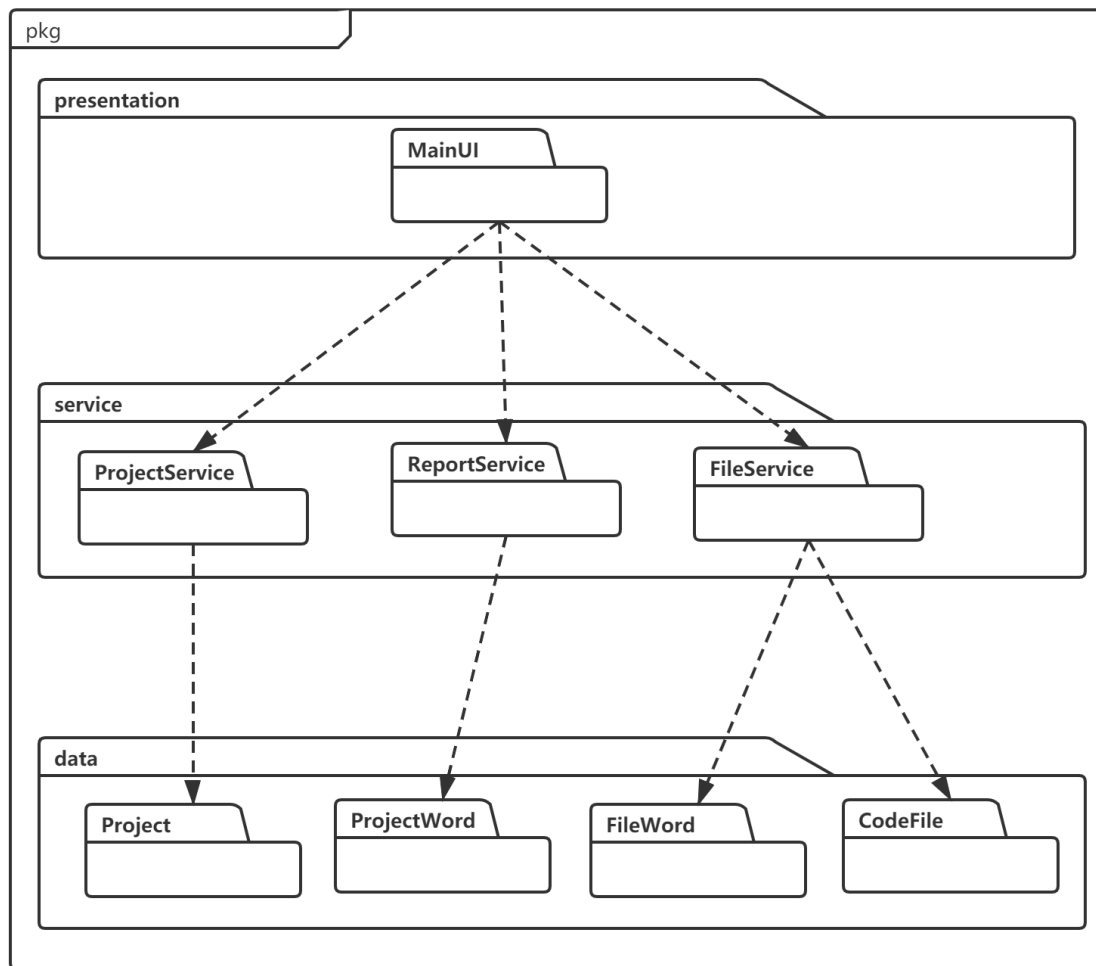 pkg
presentation
MainUI
service
ProjectService
ReportService
FileService
data
Project
ProjectWord
FileWord
CodeFile